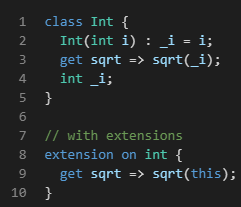 1 class Int {
2   Int(int i) : _i = i;
3   get sqrt => sqrt(_i);
4   int _i;
5 }
6
7 // with extensions
8 extension on int {
9   get sqrt => sqrt(this);
10 }